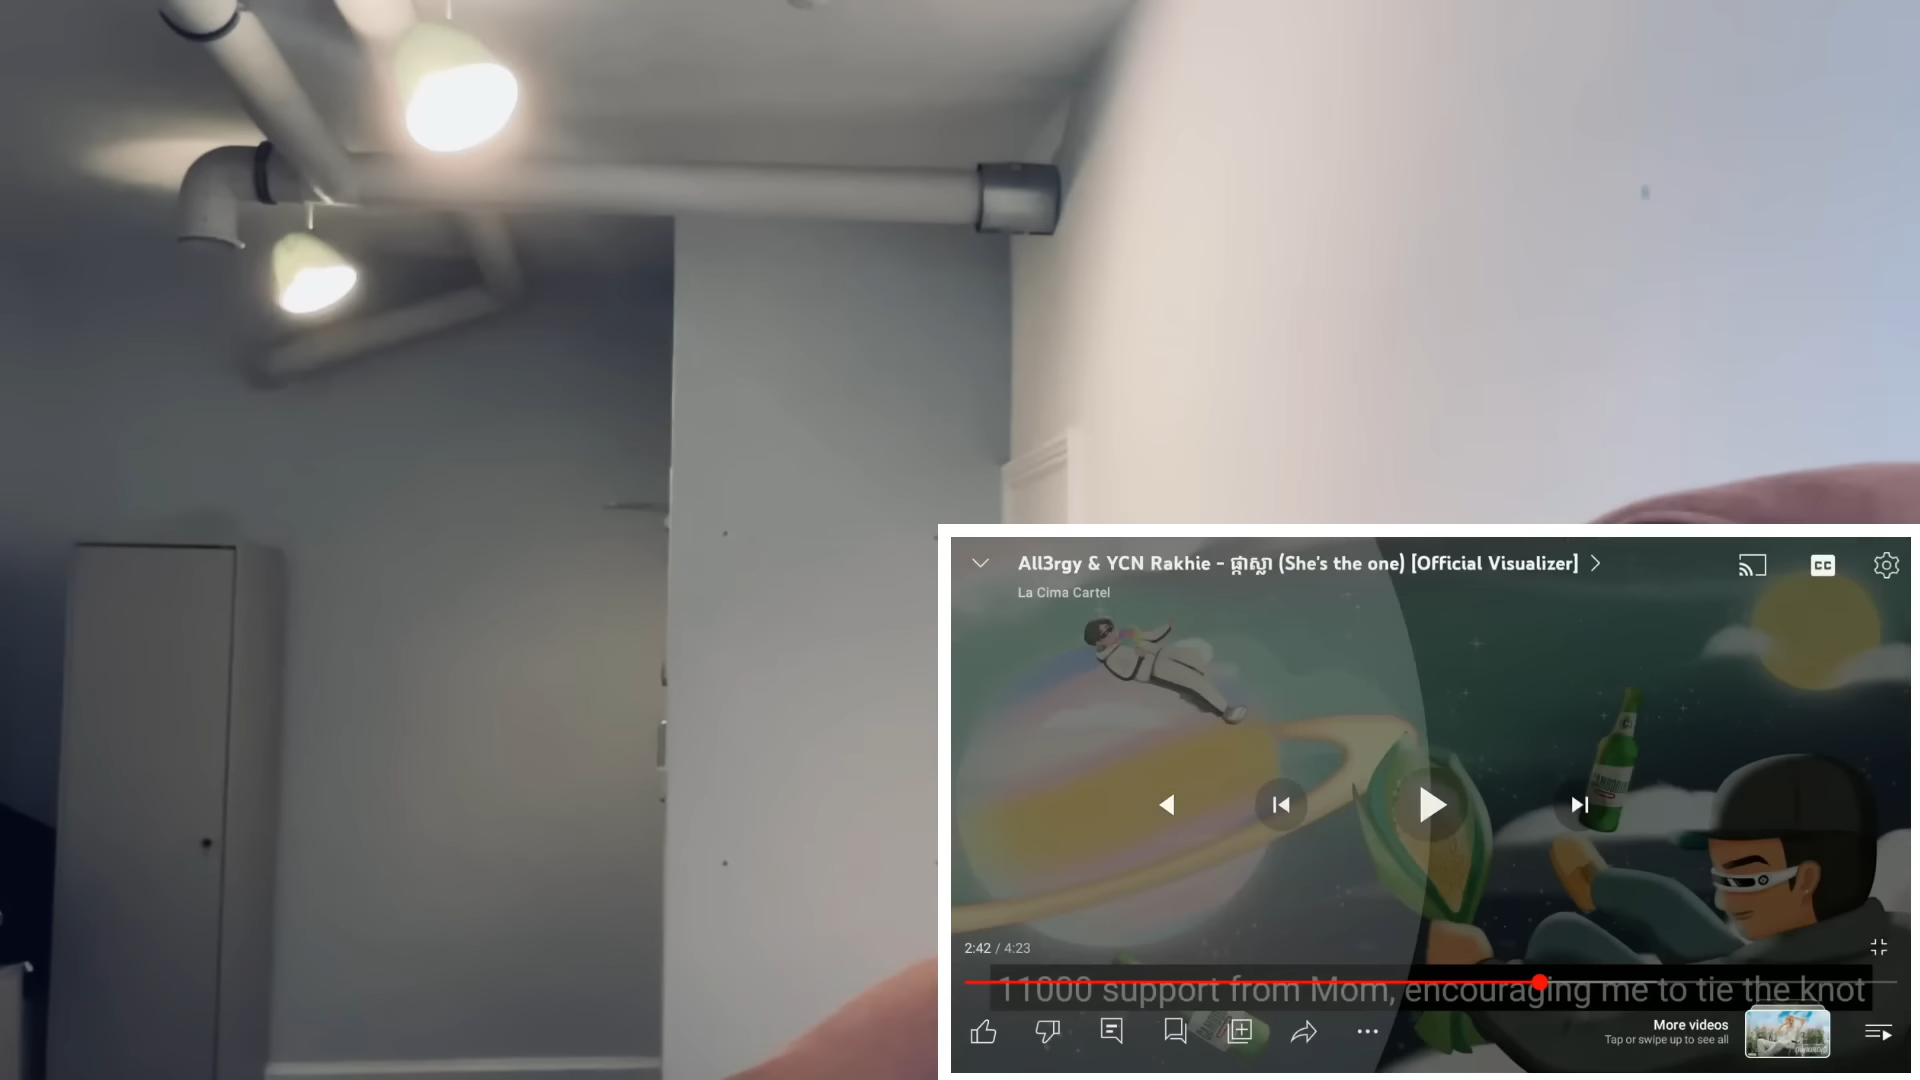 All3rgy & YCN Rakhie - ផ្កាស្លា (She's the one) [Official Visualizer]
CC
La Cima Cartel
2:42 / 4:23
11000 support from Mom, encouraging me to tie the knot
More videos
Tap or swipe up to see all